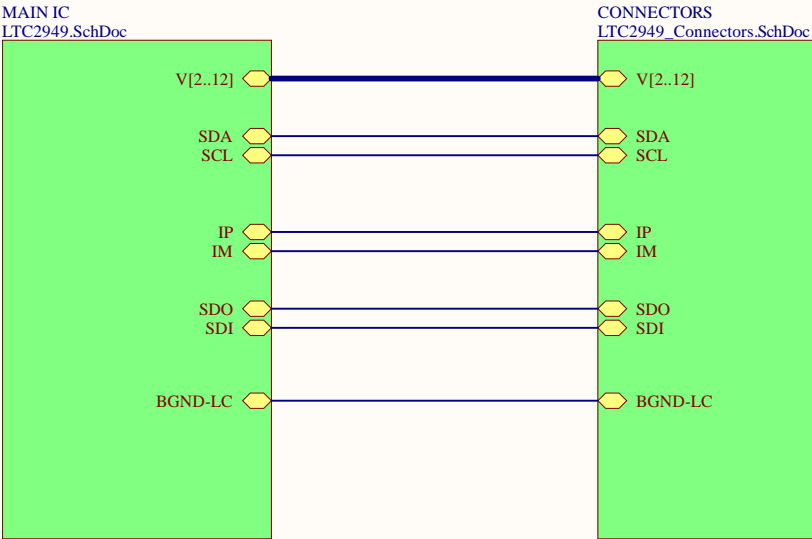 MAIN IC
LTC2949.SchDoc
CONNECTORS
LTC2949_Connectors.SchDoc
V[2..12]
V[2..12]
SDA
SDA
SCL
SCL
IP
IP
IM
IM
SDO
SDO
SDI
SDI
BGND-LC
BGND-LC